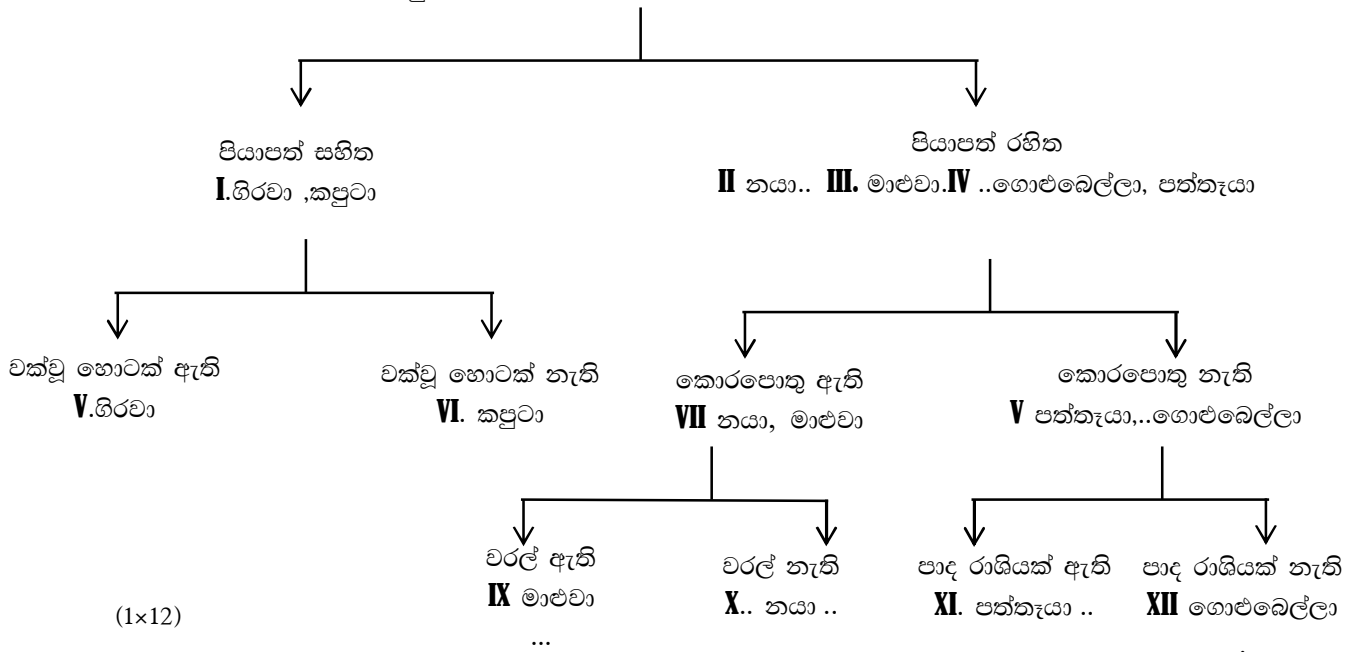 පියාපත් සහිත
I.ගිරවා ,කපුටා
පියාපත් රහිත
II නයා.. III. මාළුවා.IV ..ගොළුබෙල්ලා, පත්තෑයා
වක්වූ හොටක් ඇති
V.ගිරවා
වක්වූ හොටක් නැති
VI. කපුටා
කොරපොතු ඇති
VII නයා, මාළුවා
කොරපොතු නැති
V පත්තෑයා,..ගොළුබෙල්ලා
වරල් ඇති
IX මාළුවා
...
වරල් නැති
X.. නයා ..
පාද රාශියක් ඇති
XI. පත්තෑයා ..
පාද රාශියක් නැති
XII ගොළුබෙල්ලා
(1×12)